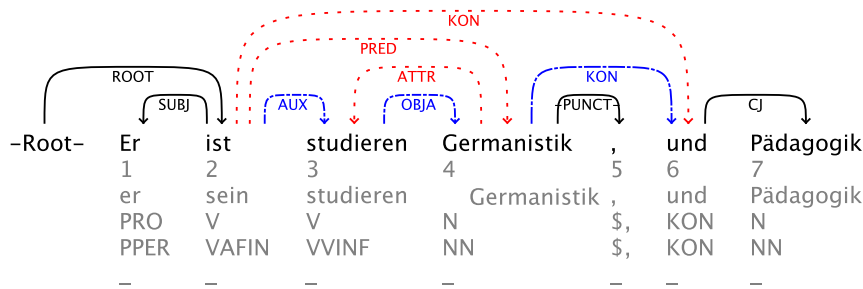 KON
PRED
ROOT ATTR KON
SUBJ AUX OBJA -PUNCT- CJ
-Root- Er ist studieren Germanistik , und Pädagogik
1 2 3 4 5 6 7
er sein studieren Germanistik , und Pädagogik
PRO V V N $, KON N
PPER VAFIN VVINF NN $, KON NN
_ _ _ _ _ _ _